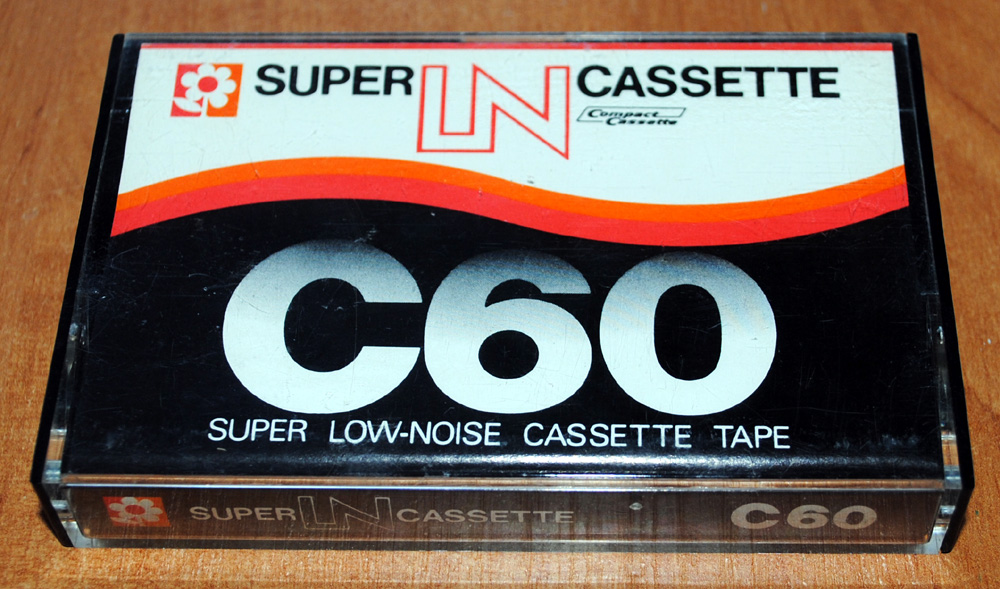 SUPER LN CASSETTE
Compact
Cassette
C60
SUPER LOW-NOISE CASSETTE TAPE
SUPER LN CASSETTE C60